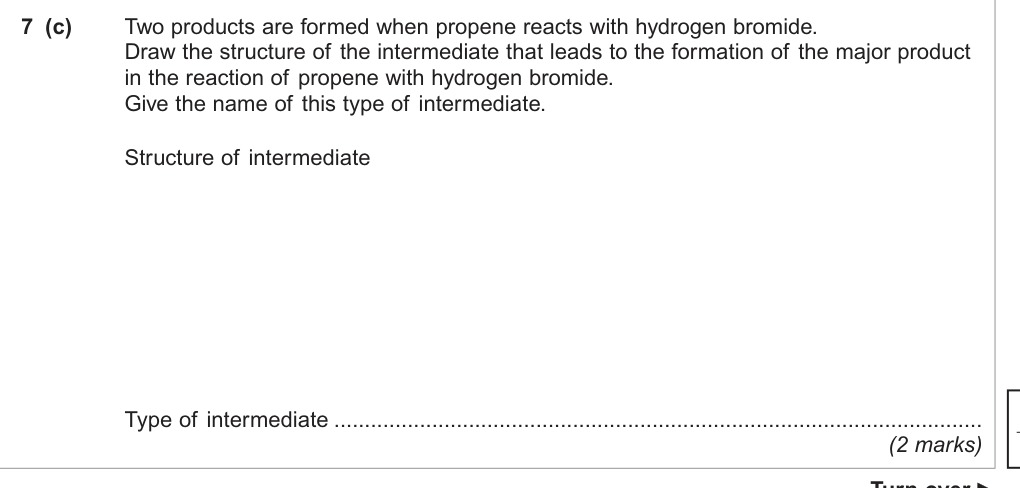 7 (c) Two products are formed when propene reacts with hydrogen bromide.
Draw the structure of the intermediate that leads to the formation of the major product
in the reaction of propene with hydrogen bromide.
Give the name of this type of intermediate.
Structure of intermediate
Type of intermediate ..........................................................................................................
(2 marks)
Turn over ►